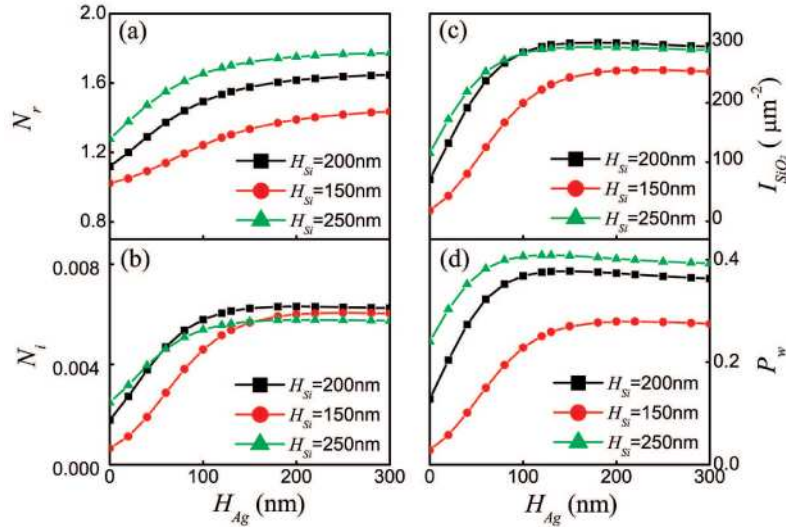 2.0
1.6
1.2
0.8
N_r
(a)
H_Si=200nm
H_Si=150nm
H_Si=250nm
(c)
H_Si=200nm
H_Si=150nm
H_Si=250nm
300
200
100
0
I_SiO2 ( μm⁻²)
0.008
0.004
0.000
N_i
(b)
H_Si=200nm
H_Si=150nm
H_Si=250nm
0 100 200 300
H_Ag (nm)
(d)
H_Si=200nm
H_Si=150nm
H_Si=250nm
0.4
0.2
0.0
P_w
0 100 200 300
H_Ag (nm)